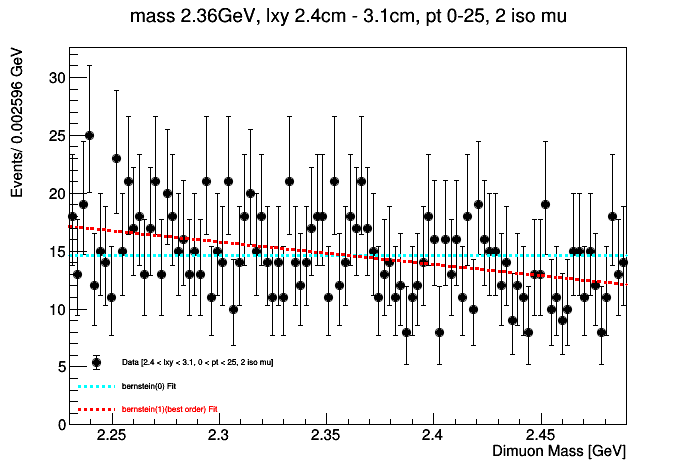 mass 2.36GeV, lxy 2.4cm - 3.1cm, pt 0-25, 2 iso mu
Events/ 0.002596 GeV
30
25
20
15
10
5
0
Data [2.4 < lxy < 3.1, 0 < pt < 25, 2 iso mu]
bernstein(0) Fit
bernstein(1)(best order) Fit
2.25 2.3 2.35 2.4 2.45
Dimuon Mass [GeV]